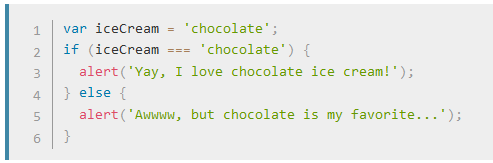 1 var iceCream = 'chocolate';
2 if (iceCream === 'chocolate') {
3   alert('Yay, I love chocolate ice cream!');
4 } else {
5   alert('Awwww, but chocolate is my favorite...');
6 }